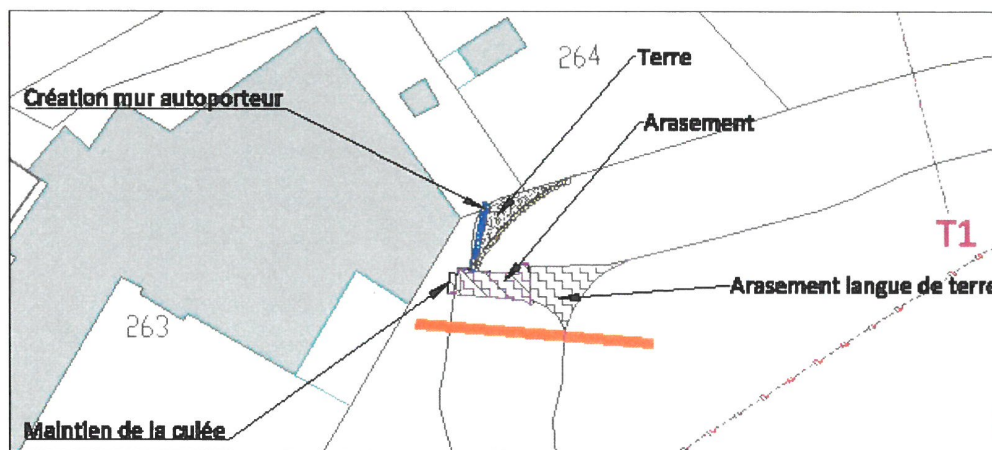 264
Terre
Création mur autoporteur
Arasement
T1
Arasement langue de terre
263
Maintien de la culée